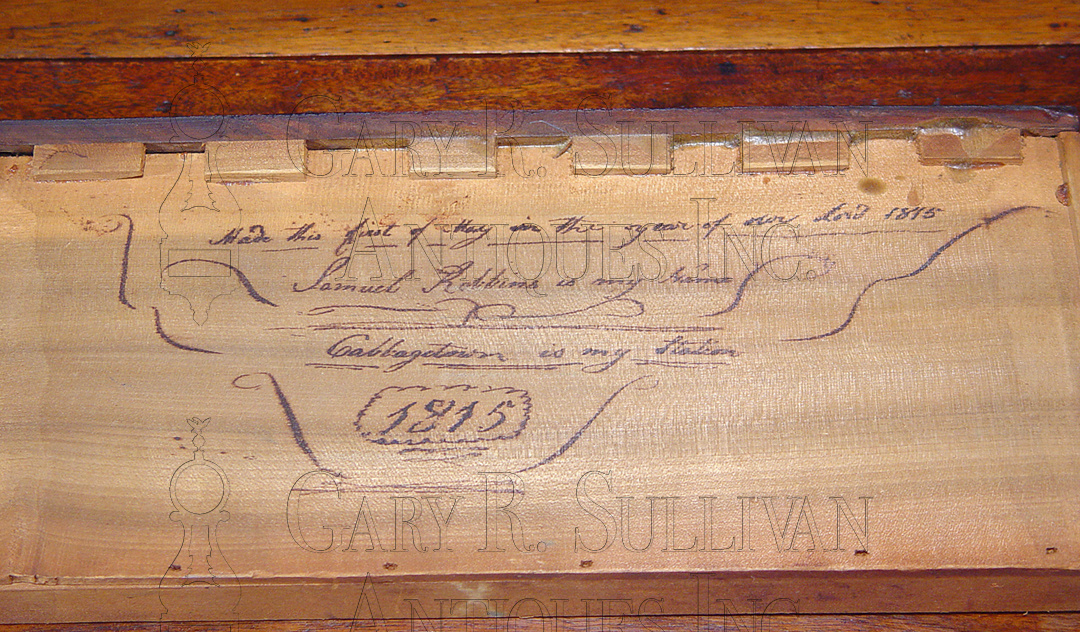 GARY R. SULLIVAN
ANTIQUES INC.
Made this first of May in the year of our Lord 1815
Samuel Robbins is my Name
Cabbagetown is my Station
1815
GARY R. SULLIVAN
ANTIQUES INC.